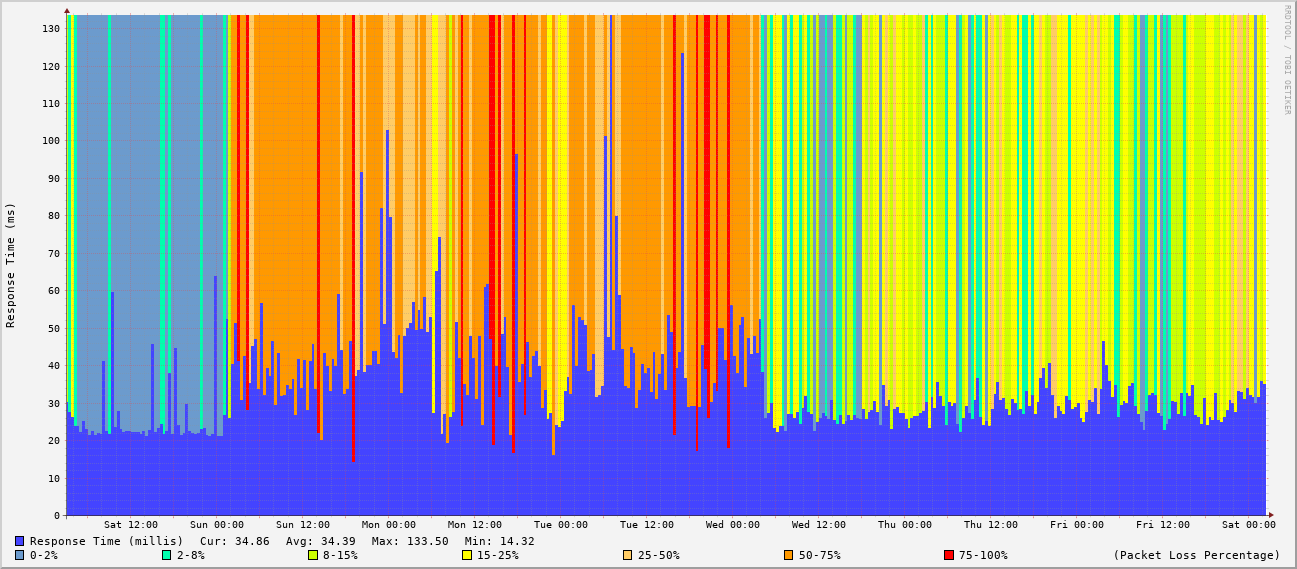 RRDTOOL / TOBI OETIKER
Response Time (ms)
130
120
110
100
90
80
70
60
50
40
30
20
10
0
Sat 12:00 Sun 00:00 Sun 12:00 Mon 00:00 Mon 12:00 Tue 00:00 Tue 12:00 Wed 00:00 Wed 12:00 Thu 00:00 Thu 12:00 Fri 00:00 Fri 12:00 Sat 00:00
Response Time (millis) Cur: 34.86 Avg: 34.39 Max: 133.50 Min: 14.32
0-2% 2-8% 8-15% 15-25% 25-50% 50-75% 75-100% (Packet Loss Percentage)